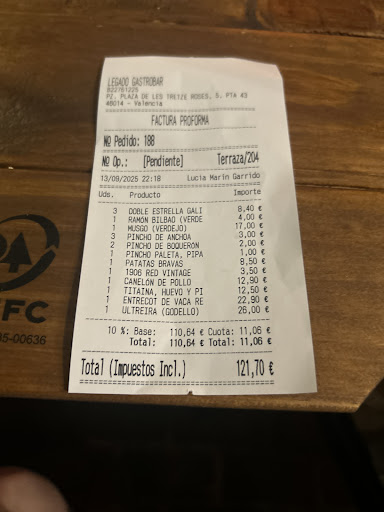 LEGADO GASTROBAR
B22761225
PZ. PLAZA DE LES TRETZE ROSES, 5, PTA 43
46014 - Valencia
FACTURA PROFORMA
Nº Pedido: 188
Nº Op.: [Pendiente] Terraza/204
13/09/2025 22:18 Lucia Marin Garrido
Uds. Producto Importe
3 DOBLE ESTRELLA GALI 8,40 €
1 RAMÓN BILBAO (VERDE 4,00 €
1 MUSGO (VERDEJO) 17,00 €
3 PINCHO DE ANCHOA 3,00 €
2 PINCHO DE BOQUERON 2,00 €
1 PINCHO PALETA, PIPA 1,00 €
1 PATATAS BRAVAS 8,50 €
1 1906 RED VINTAGE 3,50 €
1 CANELÓN DE POLLO 12,90 €
1 TITAINA, HUEVO Y PI 12,50 €
1 ENTRECOT DE VACA RE 22,90 €
1 ULTREIRA (GODELLO) 26,00 €
10 %: Base: 110,64 € Cuota: 11,06 €
Total: 110,64 € Total: 11,06 €
Total (Impuestos Incl.) 121,70 €
FC
85-00636